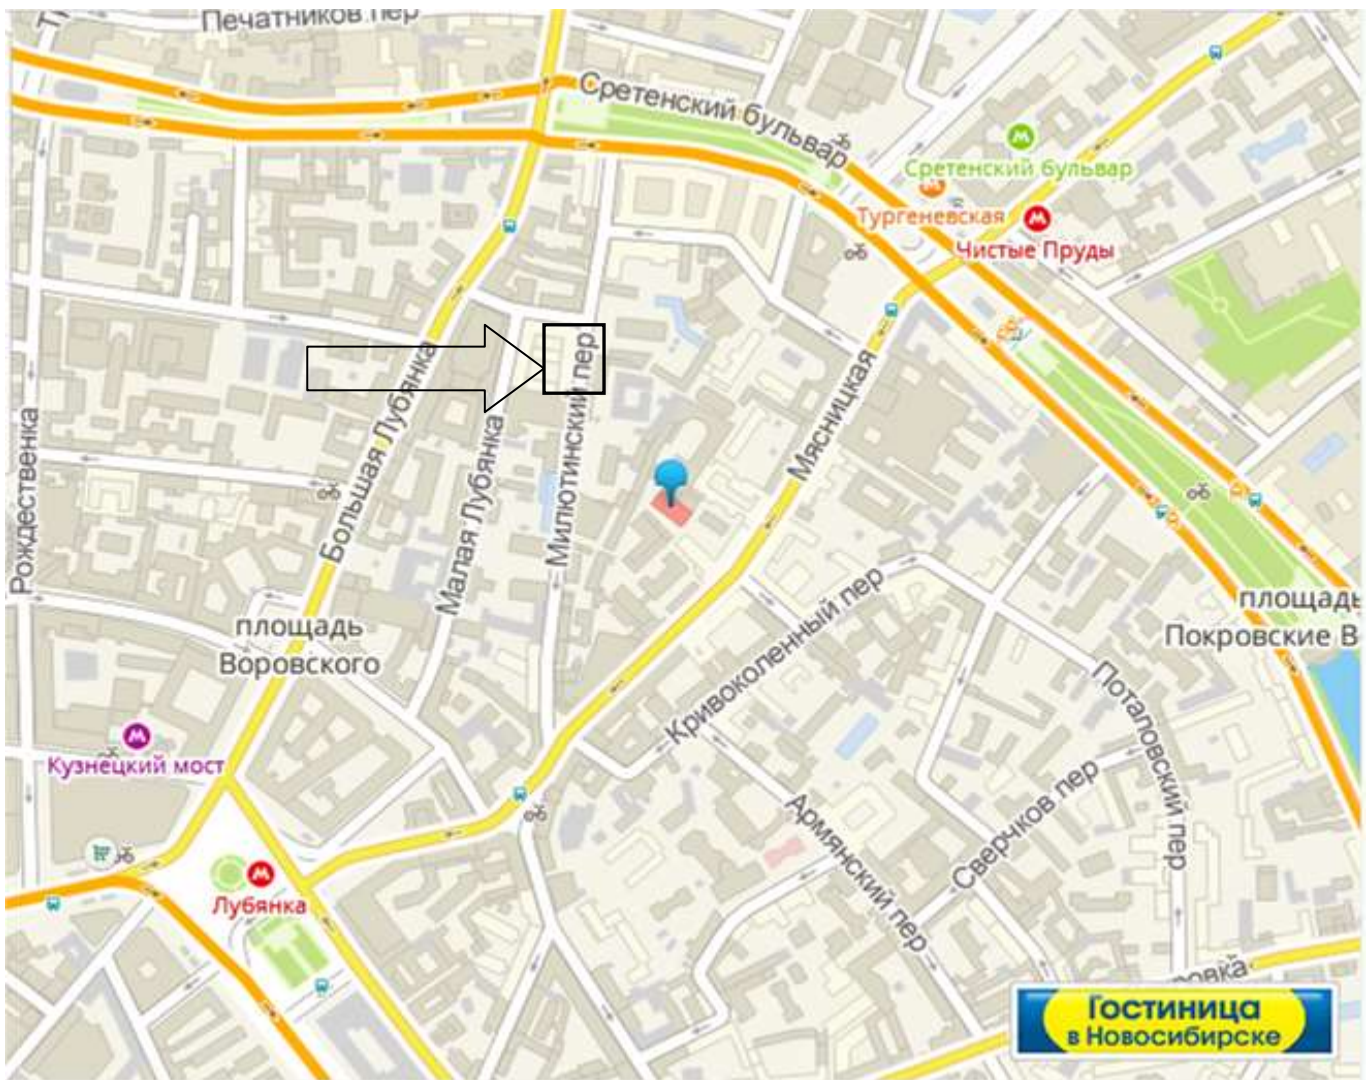 Печатников пер
Сретенский бульвар
Сретенский бульвар
Тургеневская
Чистые Пруды
Рождественка
Большая Лубянка
Малая Лубянка
Милютинский пер
Мясницкая
площадь
Воровского
Кривоколенный пер
площадь
Покровские В
Потаповский пер
Кузнецкий мост
Сверчков пер
Армянский пер
Лубянка
ровка
Гостиница
в Новосибирске